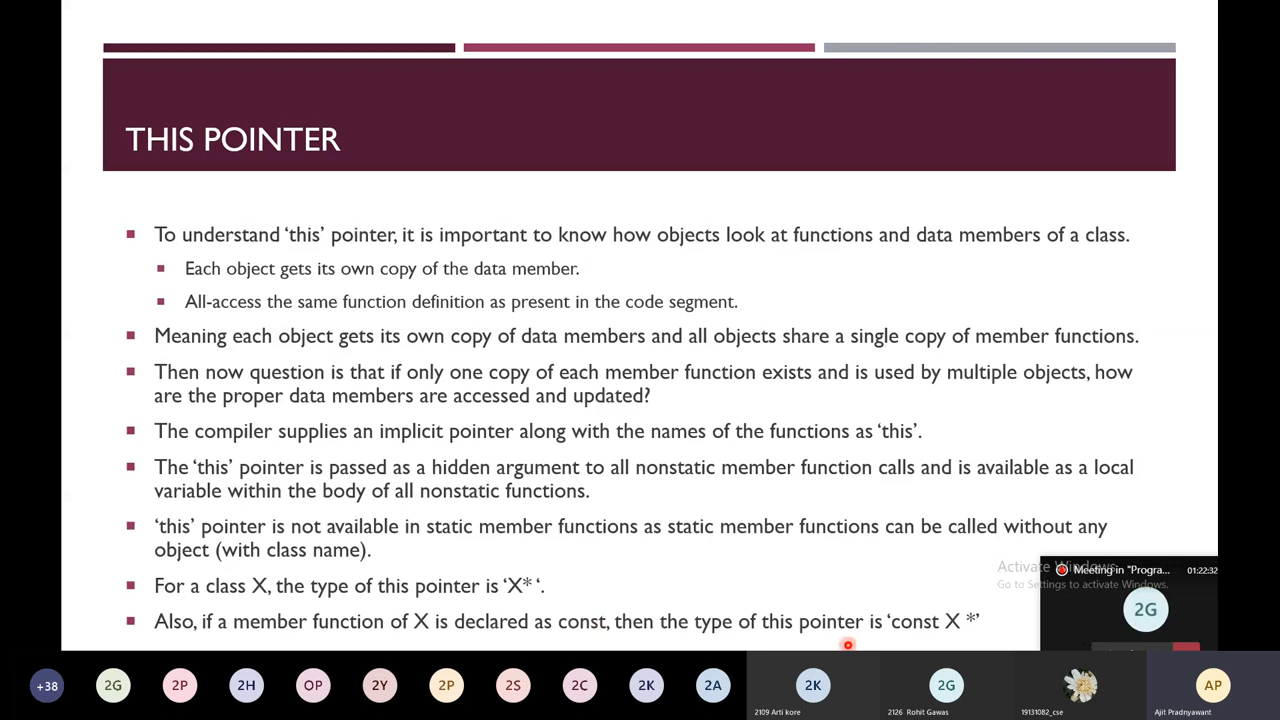 THIS POINTER
To understand ‘this’ pointer, it is important to know how objects look at functions and data members of a class.
Each object gets its own copy of the data member.
All-access the same function definition as present in the code segment.
Meaning each object gets its own copy of data members and all objects share a single copy of member functions.
Then now question is that if only one copy of each member function exists and is used by multiple objects, how
are the proper data members are accessed and updated?
The compiler supplies an implicit pointer along with the names of the functions as ‘this’.
The ‘this’ pointer is passed as a hidden argument to all nonstatic member function calls and is available as a local
variable within the body of all nonstatic functions.
‘this’ pointer is not available in static member functions as static member functions can be called without any
object (with class name).
For a class X, the type of this pointer is ‘X* ‘.
Also, if a member function of X is declared as const, then the type of this pointer is ‘const X *’
Activate Windows
Go to Settings to activate Windows.
Meeting in "Progra...
01:22:32
2G
+38
2G
2P
2H
OP
2Y
2P
2S
2C
2K
2A
2K
2109 Arti kore
2G
2126 Rohit Gawas
19131082_cse
AP
Ajit Pradnyawant